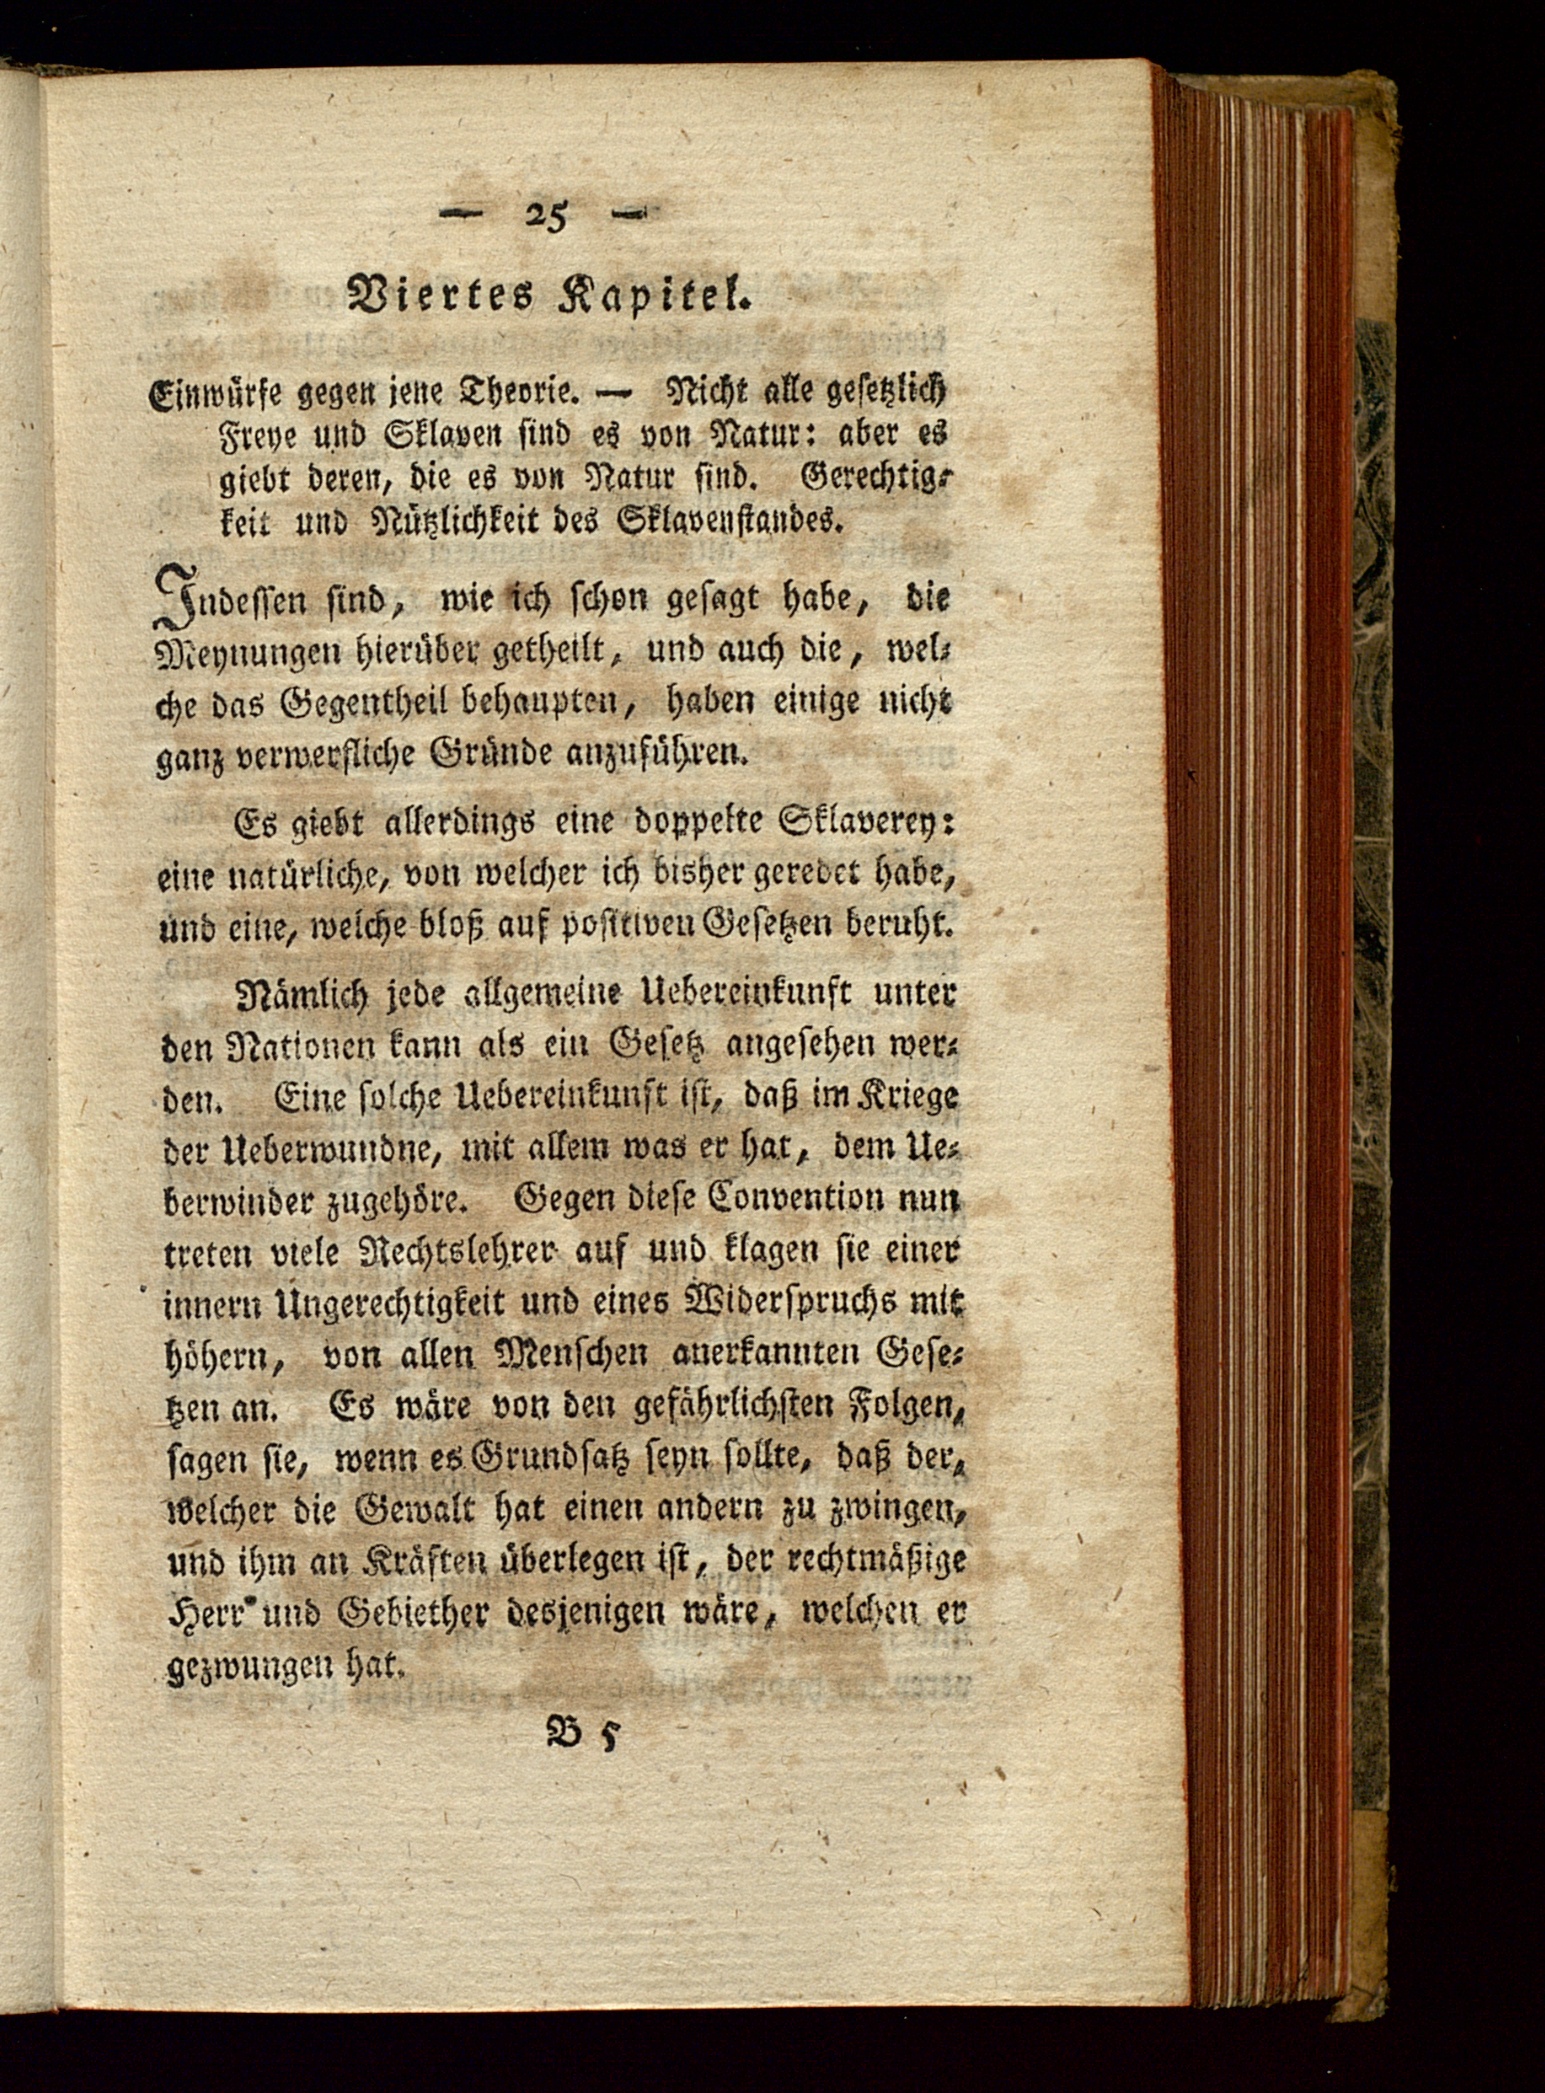 — 25 —
Viertes Kapitel.
Einwürfe gegen jene Theorie. — Nicht alle gesetzlich
Freye und Sklaven sind es von Natur: aber es
giebt deren, die es von Natur sind. Gerechtig-
keit und Nützlichkeit des Sklavenstandes.
Indessen sind, wie ich schon gesagt habe, die
Meynungen hierüber getheilt, und auch die, wel-
che das Gegentheil behaupten, haben einige nicht
ganz verwerfliche Gründe anzuführen.
Es giebt allerdings eine doppelte Sklaverey:
eine natürliche, von welcher ich bisher geredet habe,
und eine, welche bloß auf positiven Gesetzen beruht.
Nämlich jede allgemeine Uebereinkunft unter
den Nationen kann als ein Gesetz angesehen wer-
den. Eine solche Uebereinkunft ist, daß im Kriege
der Ueberwundne, mit allem was er hat, dem Ue-
berwinder zugehöre. Gegen diese Convention nun
treten viele Rechtslehrer auf und klagen sie einer
innern Ungerechtigkeit und eines Widerspruchs mit
höhern, von allen Menschen anerkannten Gese-
tzen an. Es wäre von den gefährlichsten Folgen,
sagen sie, wenn es Grundsatz seyn sollte, daß der,
welcher die Gewalt hat einen andern zu zwingen,
und ihm an Kräften überlegen ist, der rechtmäßige
Herr und Gebiether desjenigen wäre, welchen er
gezwungen hat.
B 5